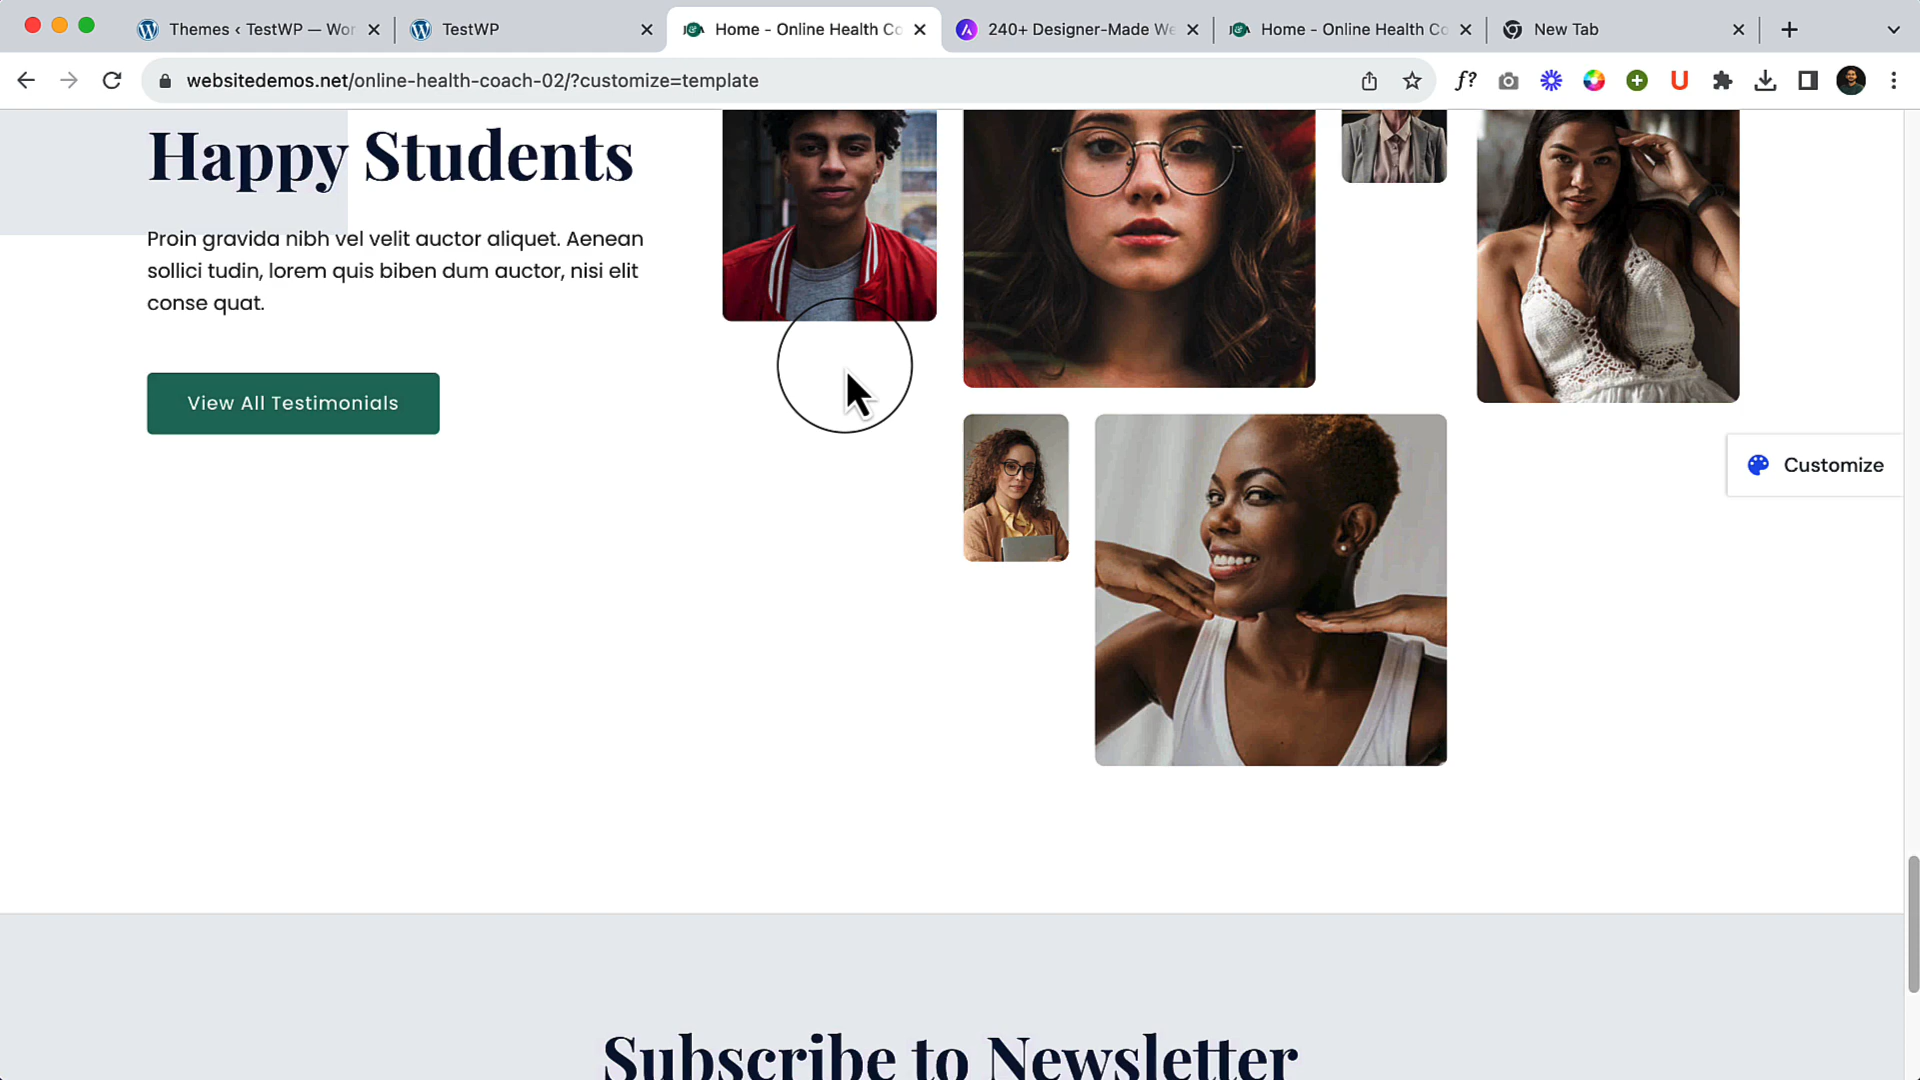 Themes ‹ TestWP — Wor
TestWP
Home - Online Health Co
240+ Designer-Made We
Home - Online Health Co
New Tab
websitedemos.net/online-health-coach-02/?customize=template
f?
Happy Students
Proin gravida nibh vel velit auctor aliquet. Aenean
sollici tudin, lorem quis biben dum auctor, nisi elit
conse quat.
View All Testimonials
Customize
Subscribe to Newsletter